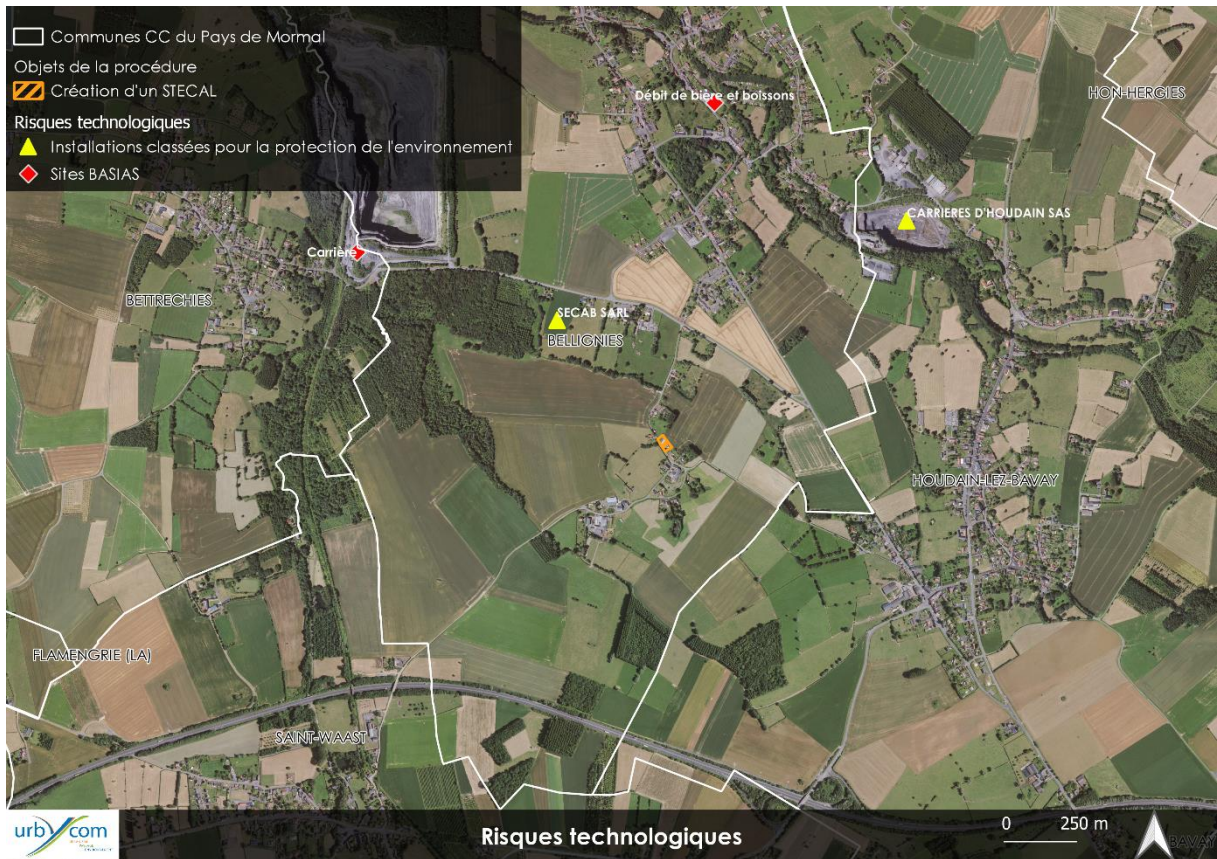 Communes CC du Pays de Mormal
Objets de la procédure
Création d'un STECAL
Risques technologiques
Installations classées pour la protection de l'environnement
Sites BASIAS
HON-HERGIES
Débit de bière et boissons
CARRIERES D'HOUDAIN SAS
Carrière
BETTRECHIES
SECAB SARL
BELLIGNIES
HOUDAIN-LEZ-BAVAY
FLAMENGRIE (LA)
SAINT-WAAST
urbycom
Risques technologiques
0 250 m
BAVAY